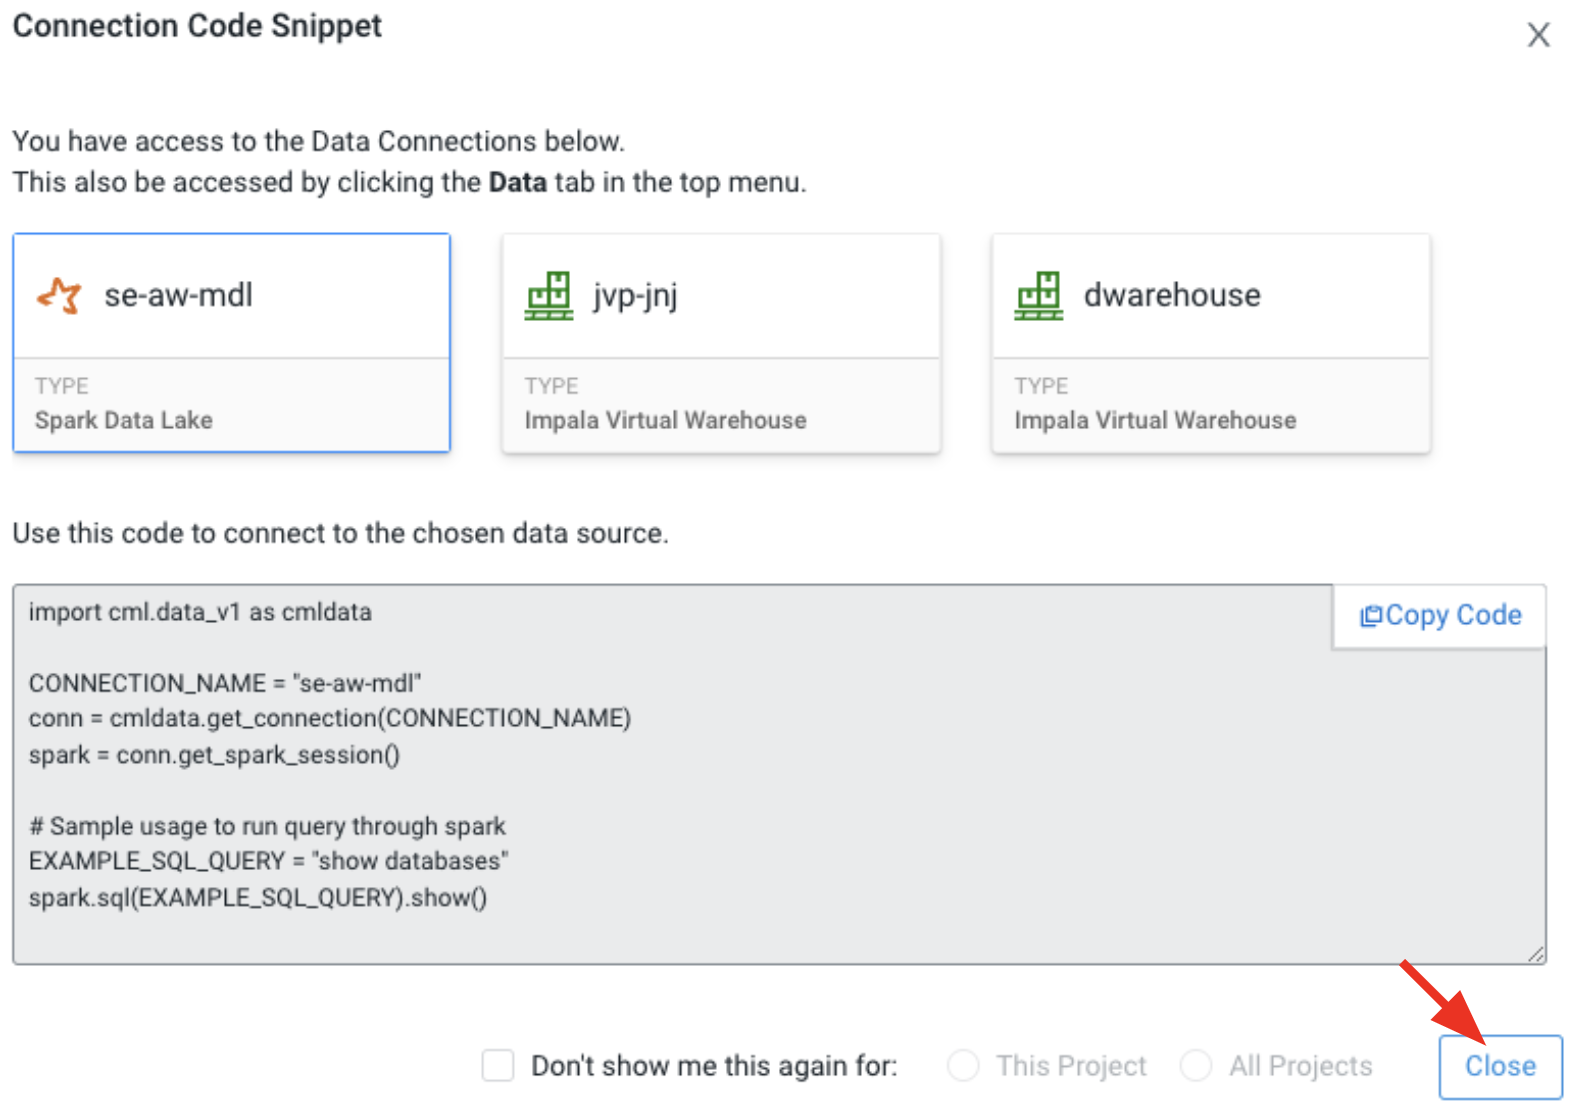 Connection Code Snippet
X
You have access to the Data Connections below.
This also be accessed by clicking the Data tab in the top menu.
se-aw-mdl
TYPE
Spark Data Lake
jvp-jnj
TYPE
Impala Virtual Warehouse
dwarehouse
TYPE
Impala Virtual Warehouse
Use this code to connect to the chosen data source.
Copy Code
import cml.data_v1 as cmldata
CONNECTION_NAME = "se-aw-mdl"
conn = cmldata.get_connection(CONNECTION_NAME)
spark = conn.get_spark_session()
# Sample usage to run query through spark
EXAMPLE_SQL_QUERY = "show databases"
spark.sql(EXAMPLE_SQL_QUERY).show()
Don't show me this again for:
This Project
All Projects
Close